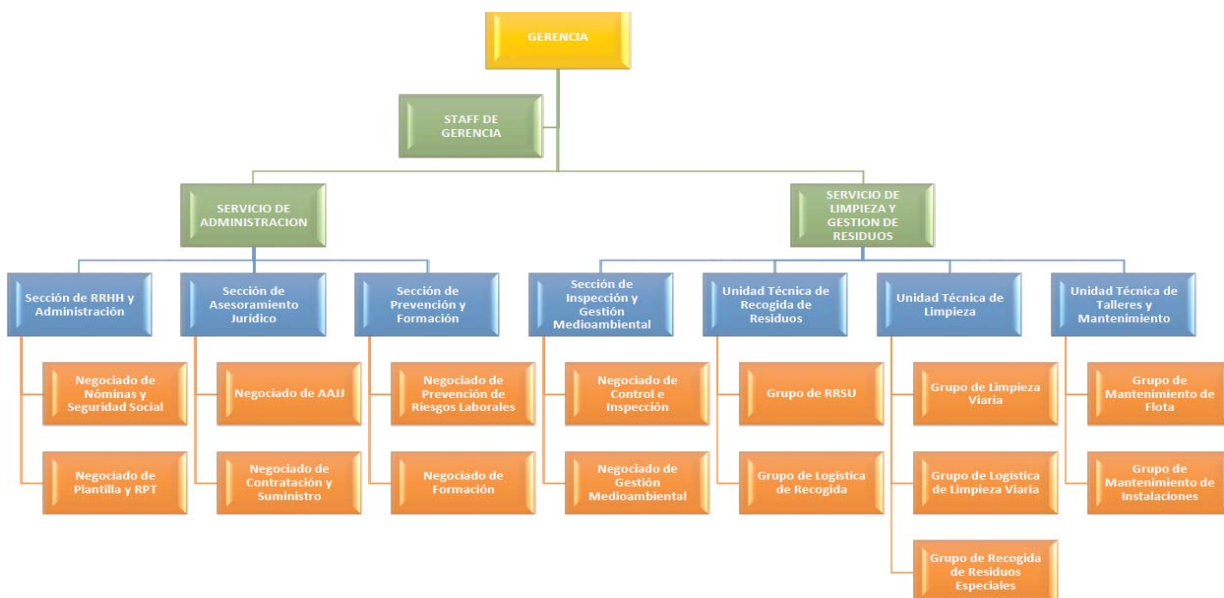 GERENCIA
STAFF DE
GERENCIA
SERVICIO DE
ADMINISTRACION
SERVICIO DE
LIMPIEZA Y
GESTION DE
RESIDUOS
Sección de RRHH y
Administración
Sección de
Asesoramiento
Jurídico
Sección de
Prevención y
Formación
Sección de
Inspección y
Gestión
Medioambiental
Unidad Técnica de
Recogida de
Residuos
Unidad Técnica de
Limpieza
Unidad Técnica de
Talleres y
Mantenimiento
Negociado de
Nóminas y
Seguridad Social
Negociado de AAJJ
Negociado de
Prevención de
Riesgos Laborales
Negociado de
Control e
Inspección
Grupo de RRSU
Grupo de Limpieza
Viaria
Grupo de
Mantenimiento de
Flota
Negociado de
Plantilla y RPT
Negociado de
Contratación y
Suministro
Negociado de
Formación
Negociado de
Gestión
Medioambiental
Grupo de Logística
de Recogida
Grupo de Logística
de Limpieza Viaria
Grupo de
Mantenimiento de
Instalaciones
Grupo de Recogida
de Residuos
Especiales